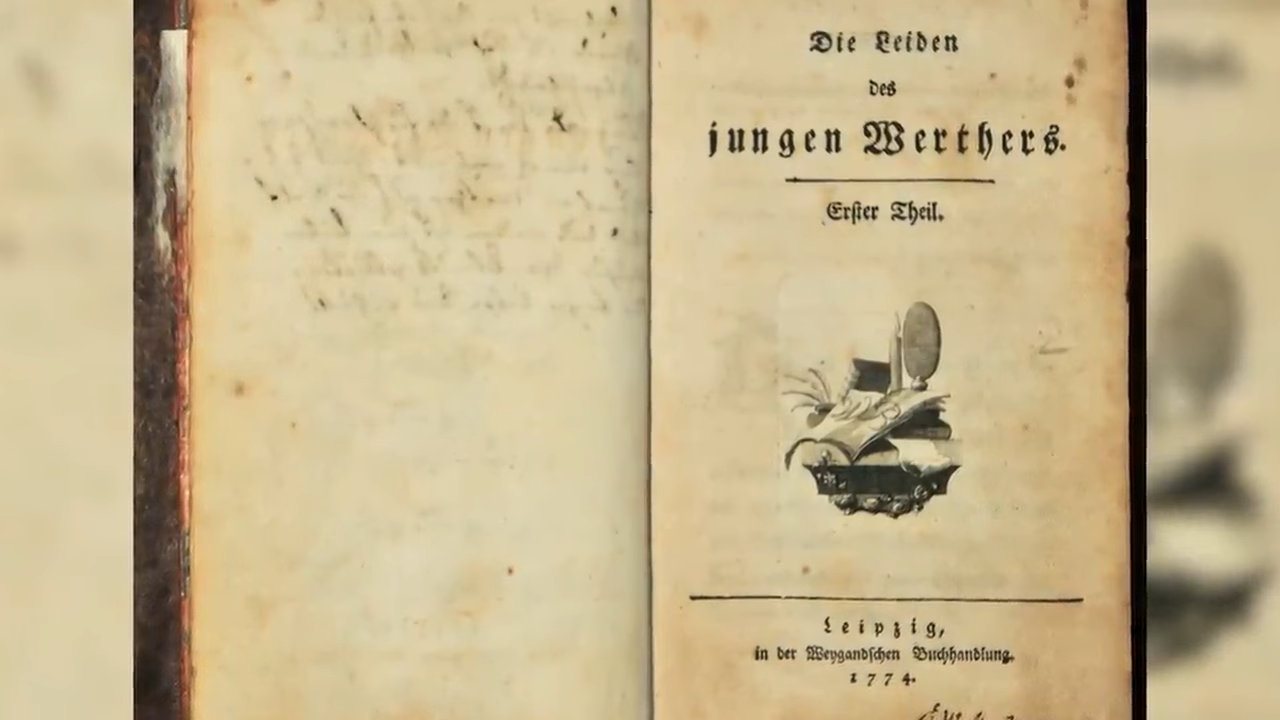 Die Leiden
des
jungen Werthers.
Erster Theil.
Leipzig,
in der Weygandschen Buchhandlung.
1774.